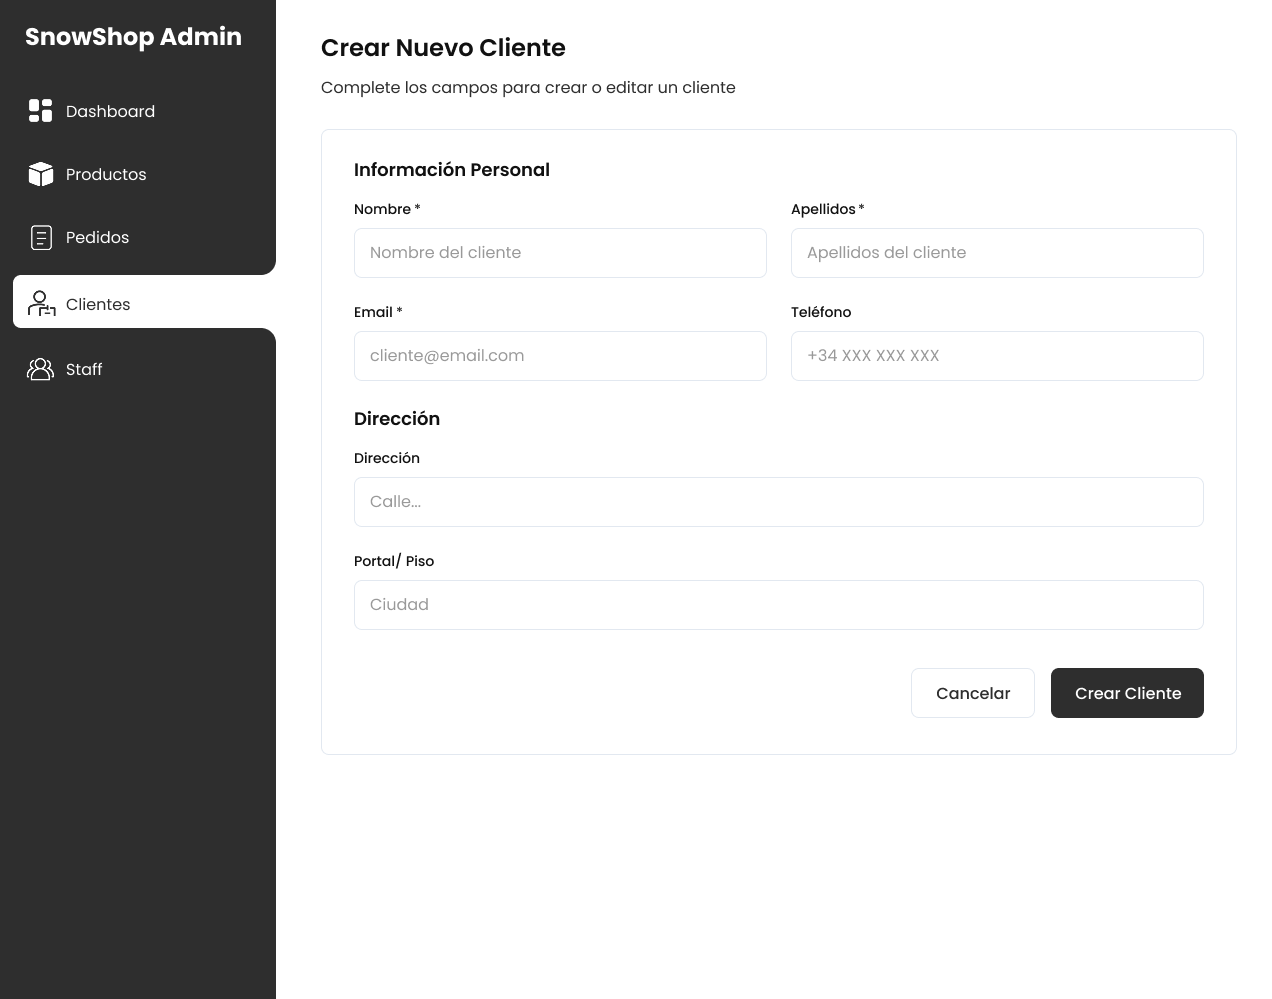 SnowShop Admin
Dashboard
Productos
Pedidos
Clientes
Staff
Crear Nuevo Cliente
Complete los campos para crear o editar un cliente
Información Personal
Nombre * Apellidos *
Nombre del cliente Apellidos del cliente
Email * Teléfono
cliente@email.com +34 XXX XXX XXX
Dirección
Dirección
Calle...
Portal/ Piso
Ciudad
Cancelar Crear Cliente